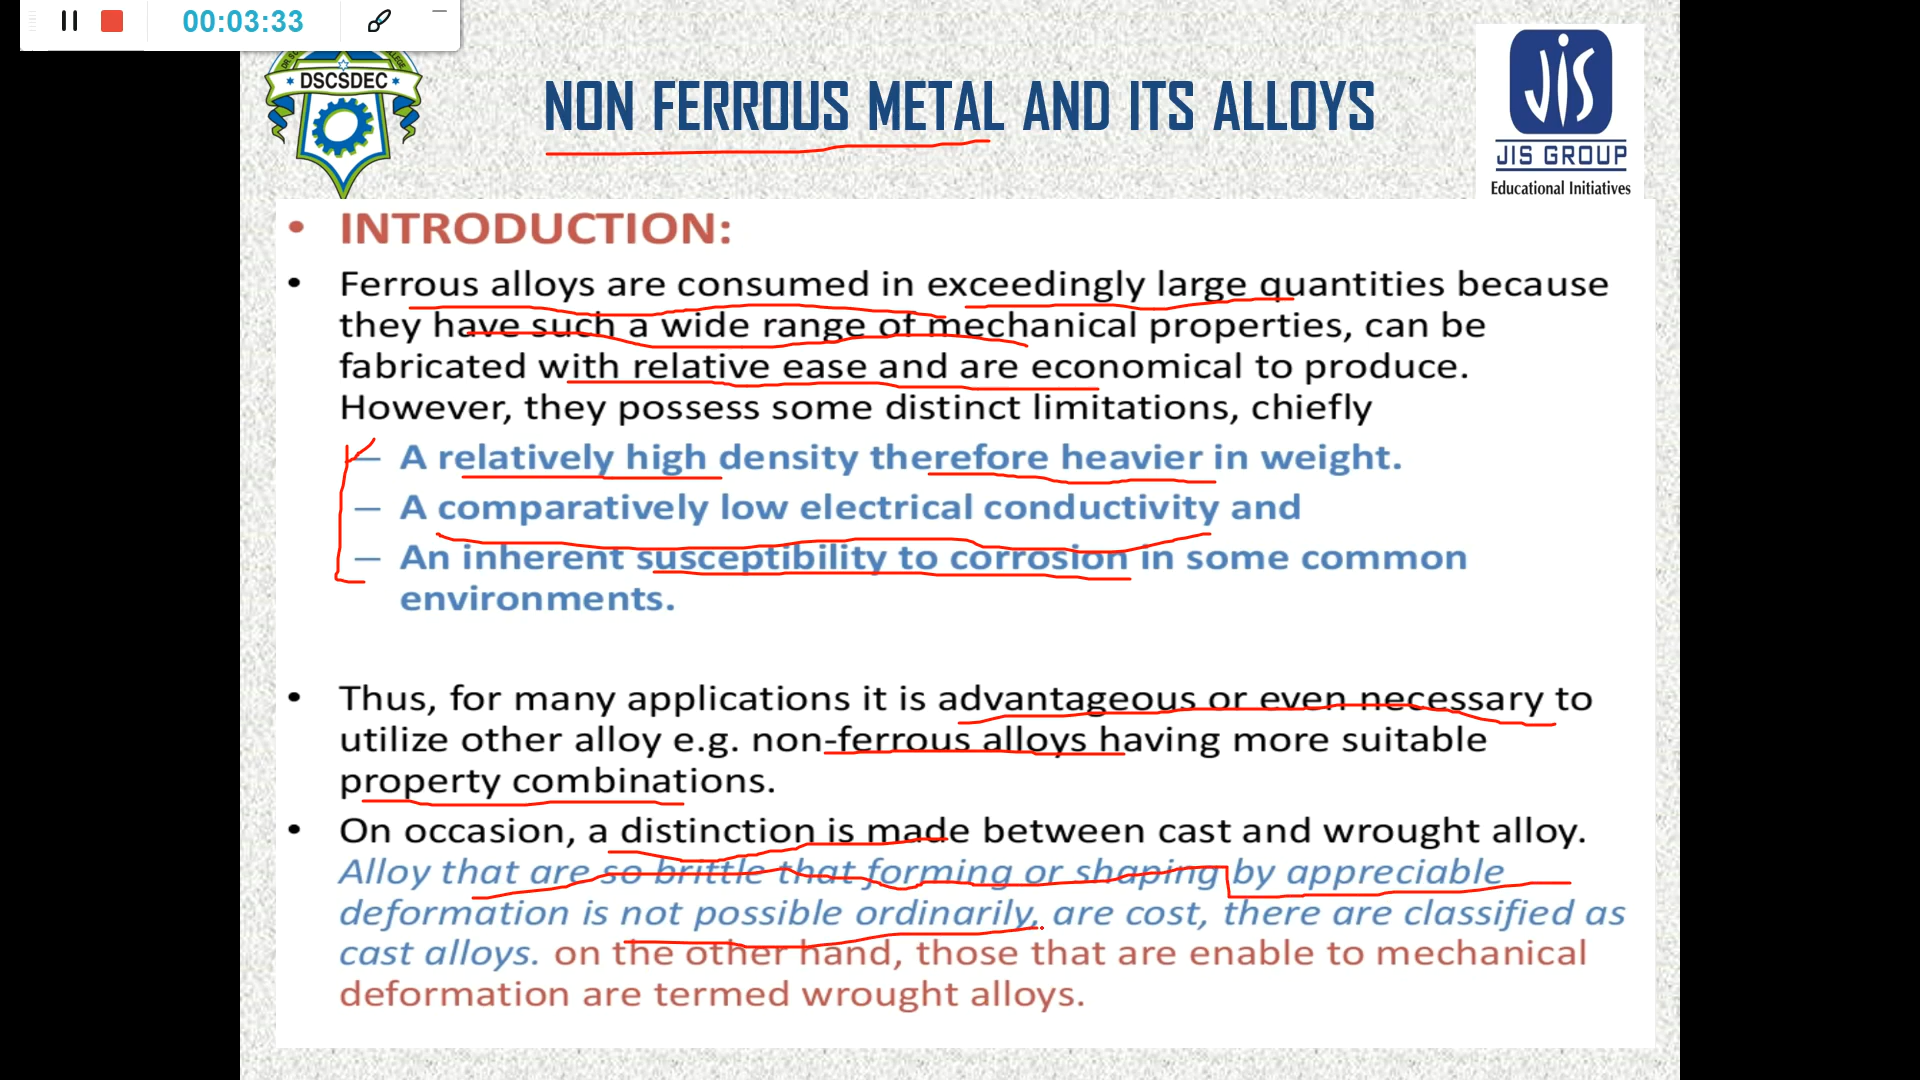 00:03:33
DSCSDEC
NON FERROUS METAL AND ITS ALLOYS
JIS
JIS GROUP
Educational Initiatives
• INTRODUCTION:
• Ferrous alloys are consumed in exceedingly large quantities because
they have such a wide range of mechanical properties, can be
fabricated with relative ease and are economical to produce.
However, they possess some distinct limitations, chiefly
– A relatively high density therefore heavier in weight.
– A comparatively low electrical conductivity and
– An inherent susceptibility to corrosion in some common
environments.
• Thus, for many applications it is advantageous or even necessary to
utilize other alloy e.g. non-ferrous alloys having more suitable
property combinations.
• On occasion, a distinction is made between cast and wrought alloy.
Alloy that are so brittle that forming or shaping by appreciable
deformation is not possible ordinarily, are cost, there are classified as
cast alloys. on the other hand, those that are enable to mechanical
deformation are termed wrought alloys.